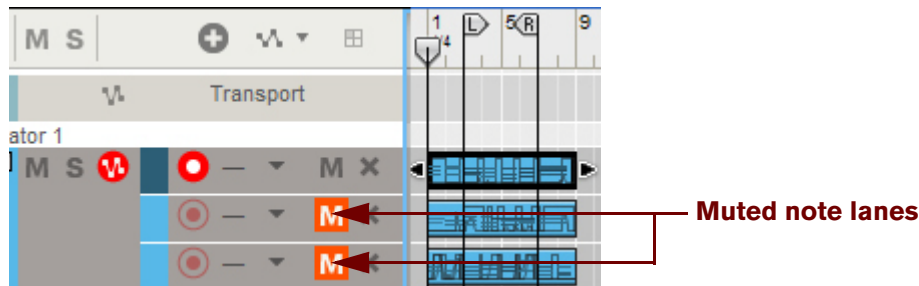 M S 1 L 5 R 9
/4
Transport
ator 1
M S M
M Muted note lanes
M